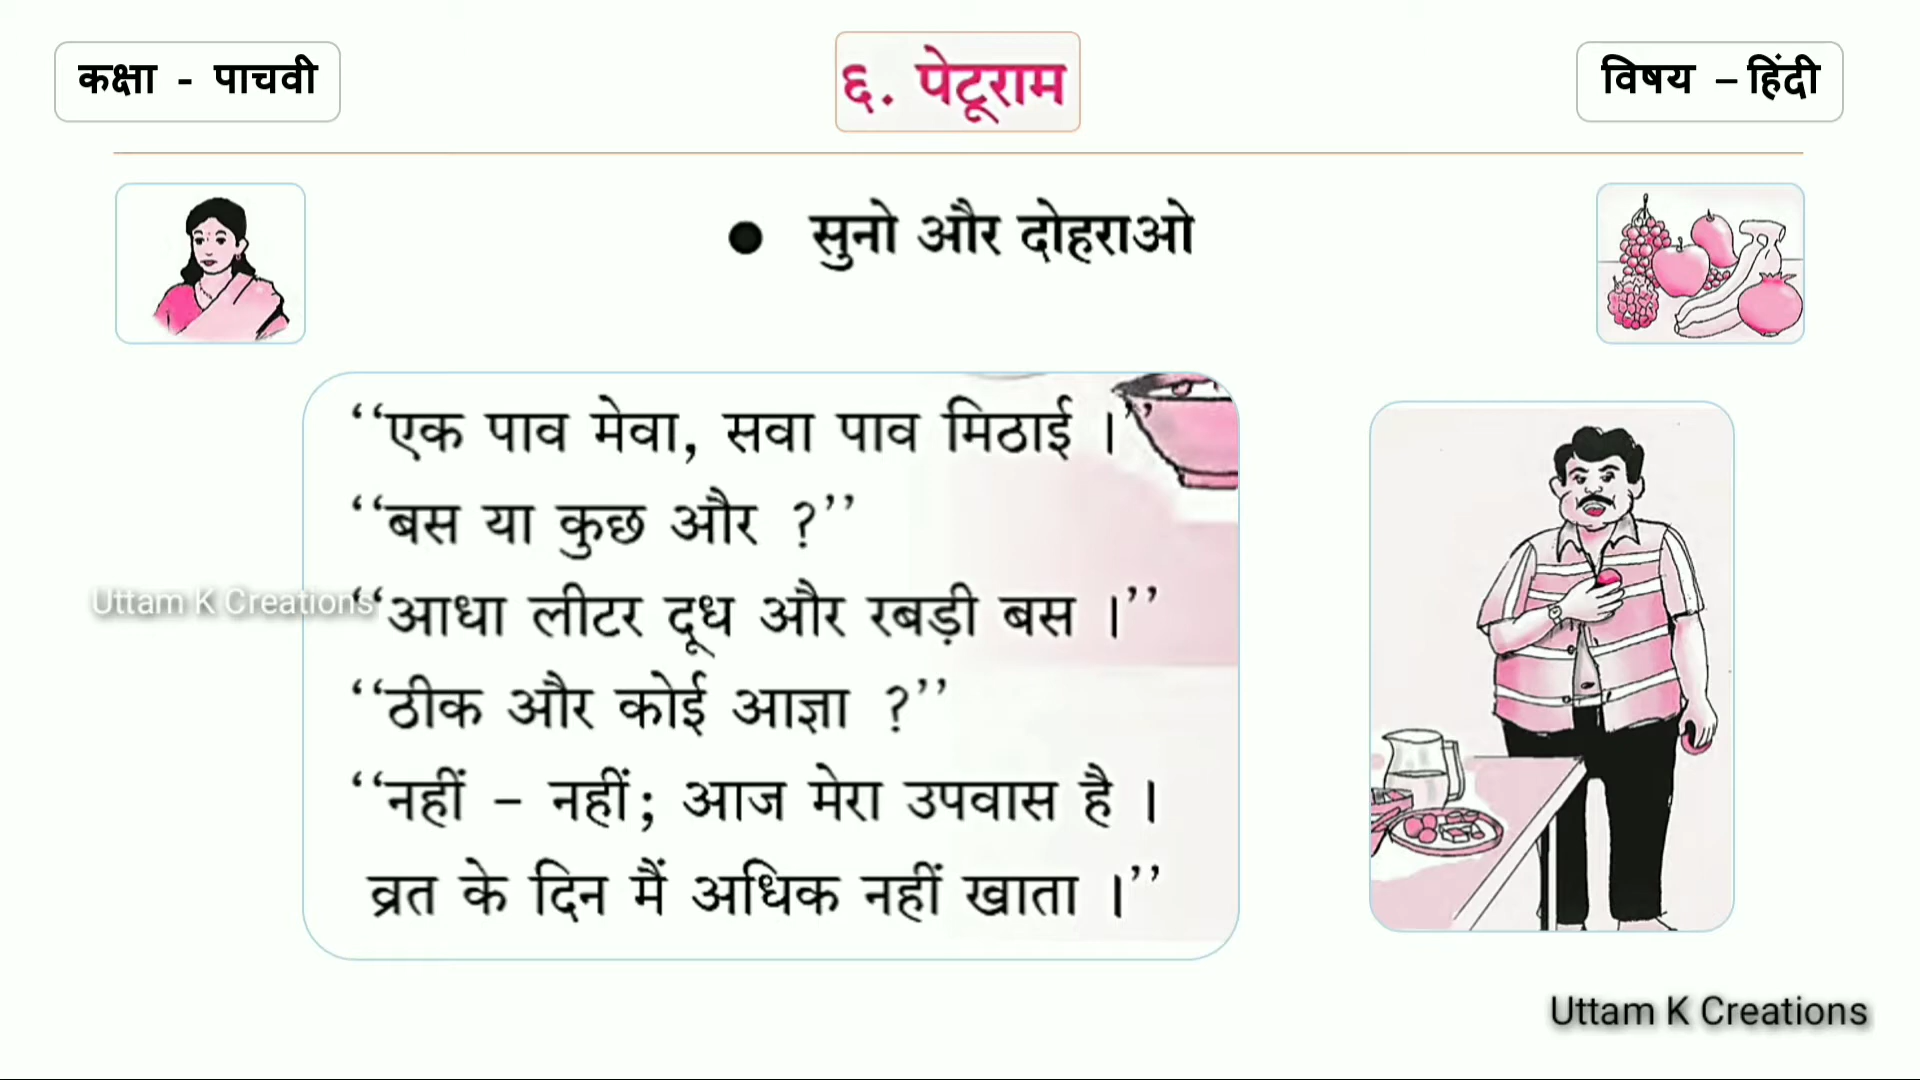 कक्षा - पाचवी
६. पेटूराम
विषय – हिंदी
● सुनो और दोहराओ
‘‘एक पाव मेवा, सवा पाव मिठाई ।’’
‘‘बस या कुछ और ?’’
‘‘आधा लीटर दूध और रबड़ी बस ।’’
‘‘ठीक और कोई आज्ञा ?’’
‘‘नहीं – नहीं; आज मेरा उपवास है ।
व्रत के दिन मैं अधिक नहीं खाता ।’’
Uttam K Creations
Uttam K Creations